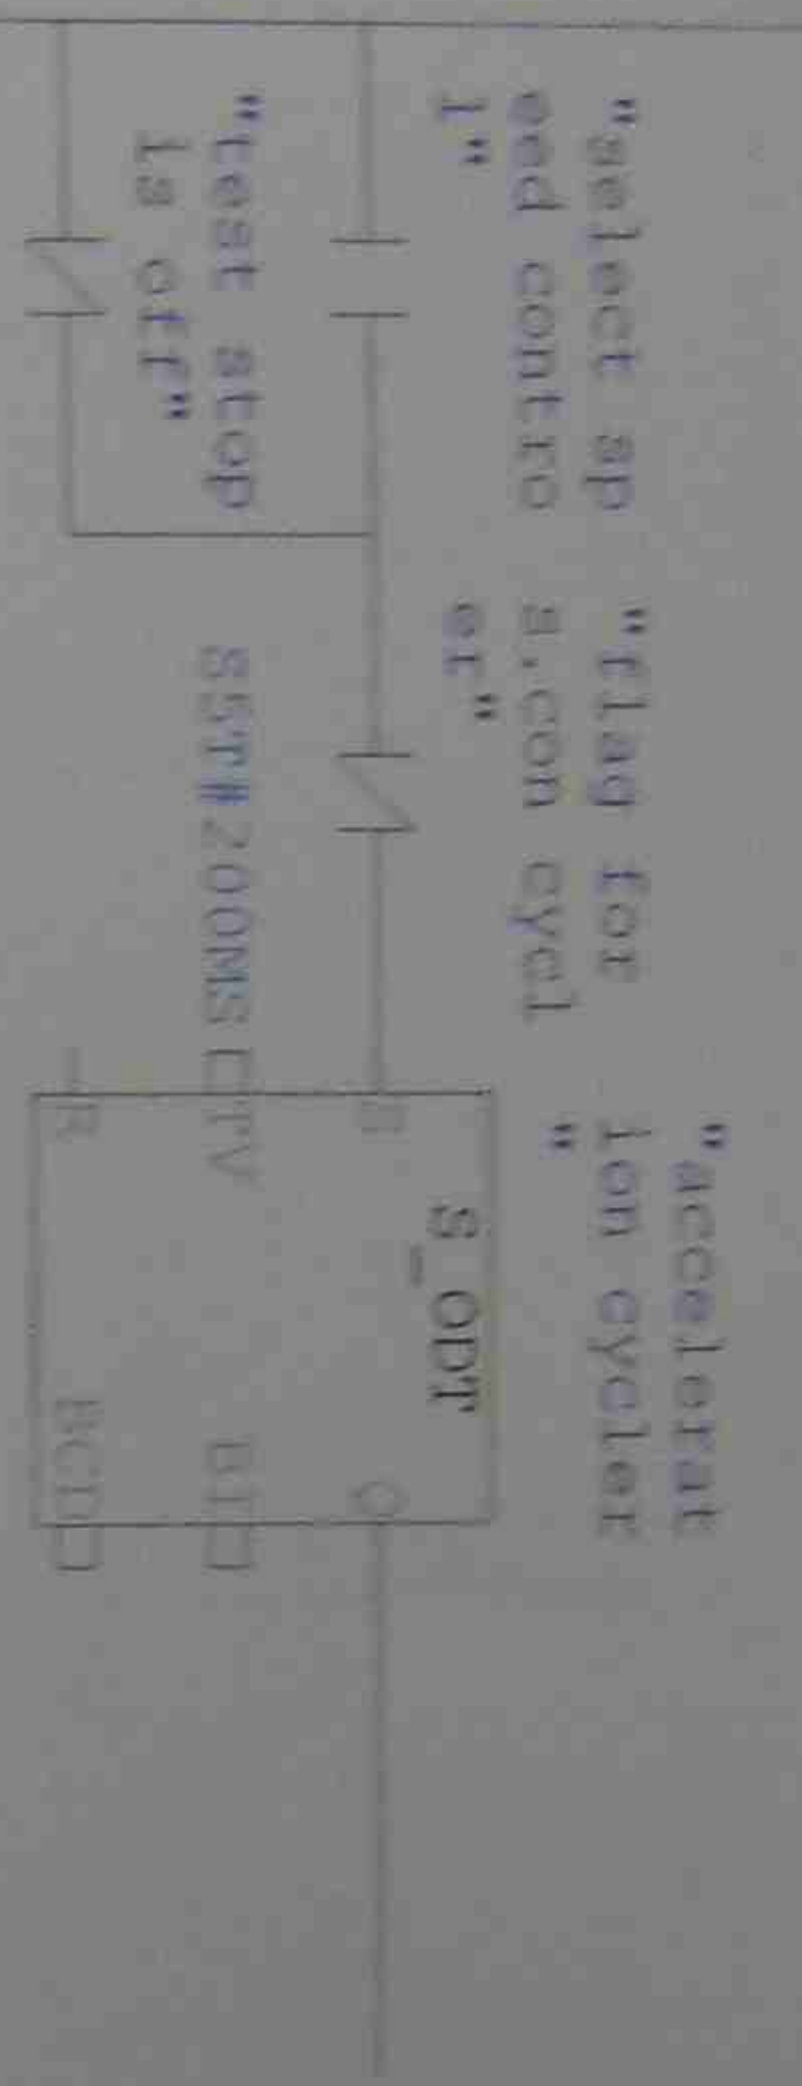 "accelerat
ion cycler
"
"select sp
eed contro
l"
"flag for
s.con cycl
er"
S_ODT
S
Q
"test stop
is off"
S5T#200MS
TV
BI
R
BCD